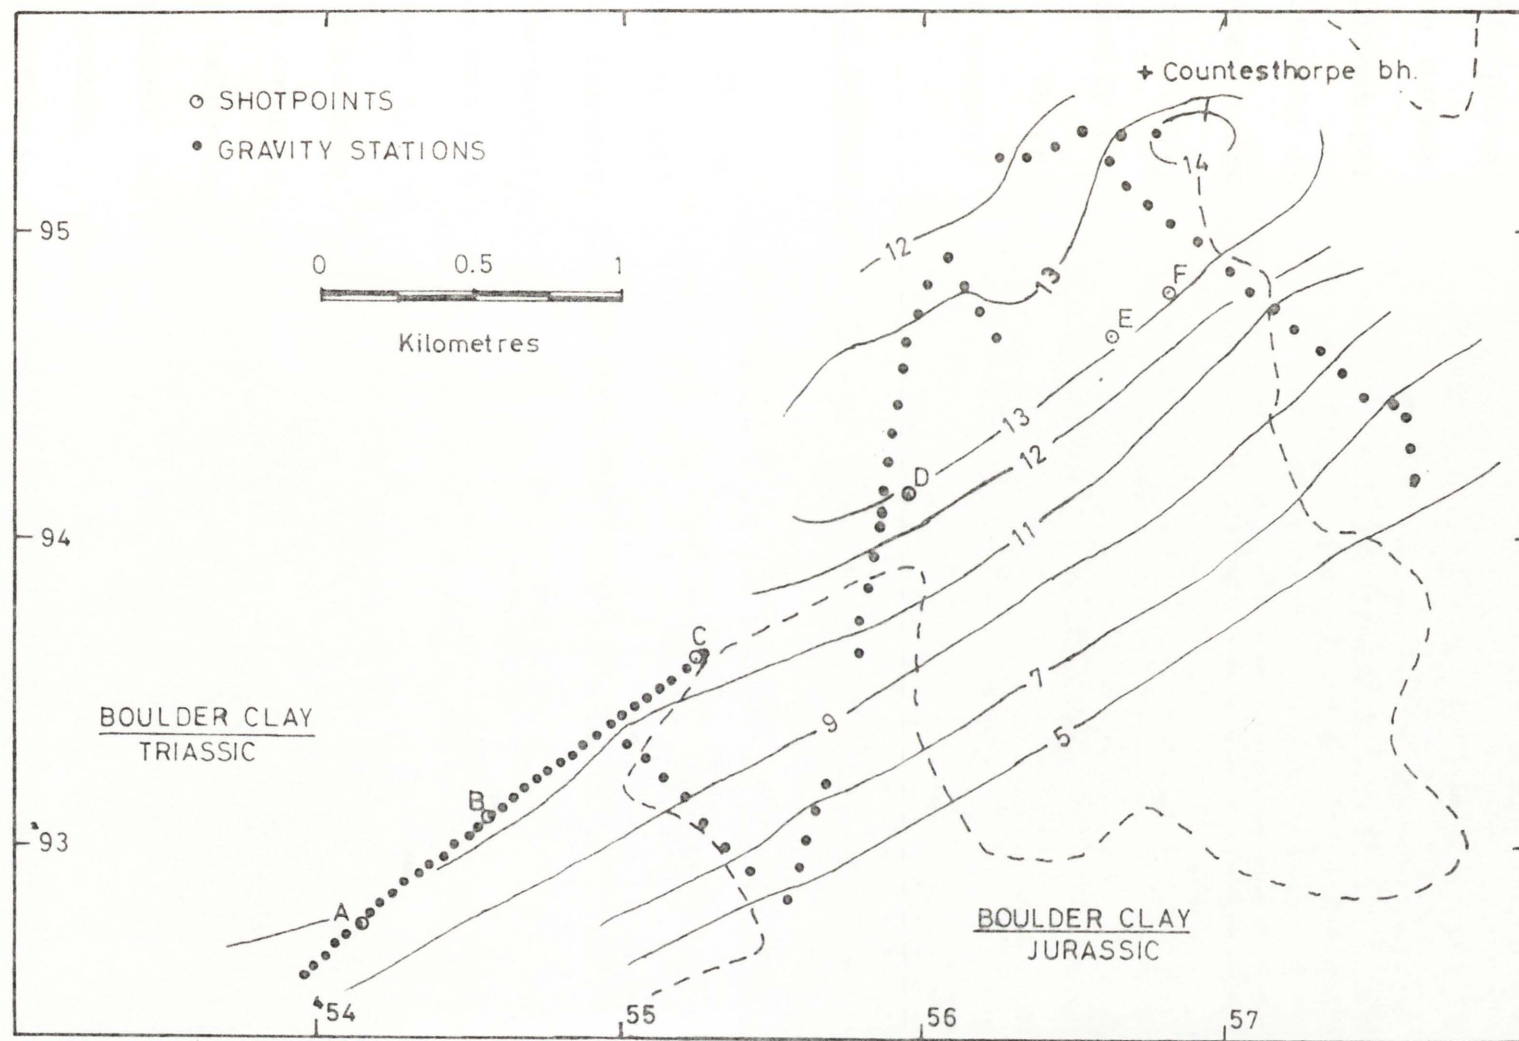 + Countesthorpe bh.
SHOTPOINTS
GRAVITY STATIONS
14
95
12
13
0 0.5 1
Kilometres
F
E
13
12
D
94
11
C
BOULDER CLAY
TRIASSIC
7
9
5
B
93
A
BOULDER CLAY
JURASSIC
54
55
56
57